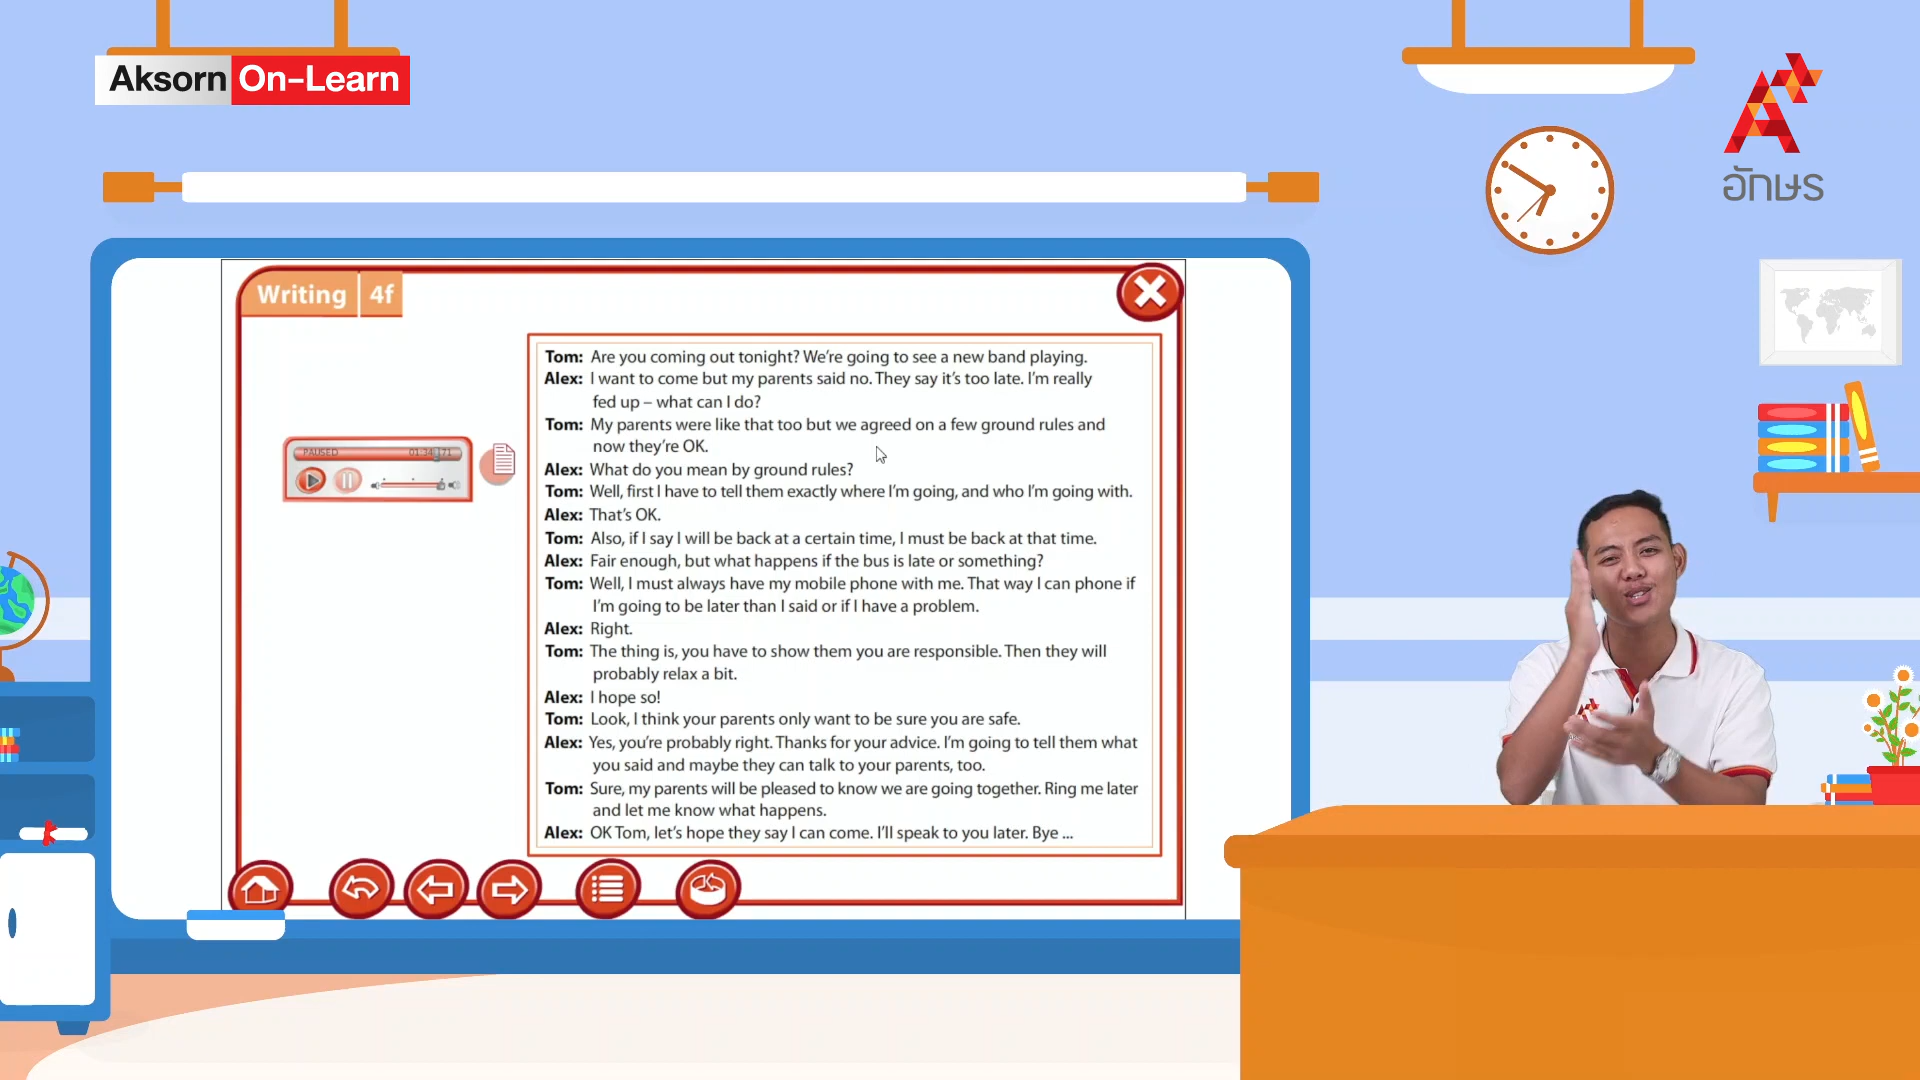 Aksorn On-Learn
อักษร
Writing 4f
PAUSED
Tom: Are you coming out tonight? We're going to see a new band playing.
Alex: I want to come but my parents said no. They say it's too late. I'm really
fed up – what can I do?
Tom: My parents were like that too but we agreed on a few ground rules and
now they're OK.
Alex: What do you mean by ground rules?
Tom: Well, first I have to tell them exactly where I'm going, and who I'm going with.
Alex: That's OK.
Tom: Also, if I say I will be back at a certain time, I must be back at that time.
Alex: Fair enough, but what happens if the bus is late or something?
Tom: Well, I must always have my mobile phone with me. That way I can phone if
I'm going to be later than I said or if I have a problem.
Alex: Right.
Tom: The thing is, you have to show them you are responsible. Then they will
probably relax a bit.
Alex: I hope so!
Tom: Look, I think your parents only want to be sure you are safe.
Alex: Yes, you're probably right. Thanks for your advice. I'm going to tell them what
you said and maybe they can talk to your parents, too.
Tom: Sure, my parents will be pleased to know we are going together. Ring me later
and let me know what happens.
Alex: OK Tom, let's hope they say I can come. I'll speak to you later. Bye ...